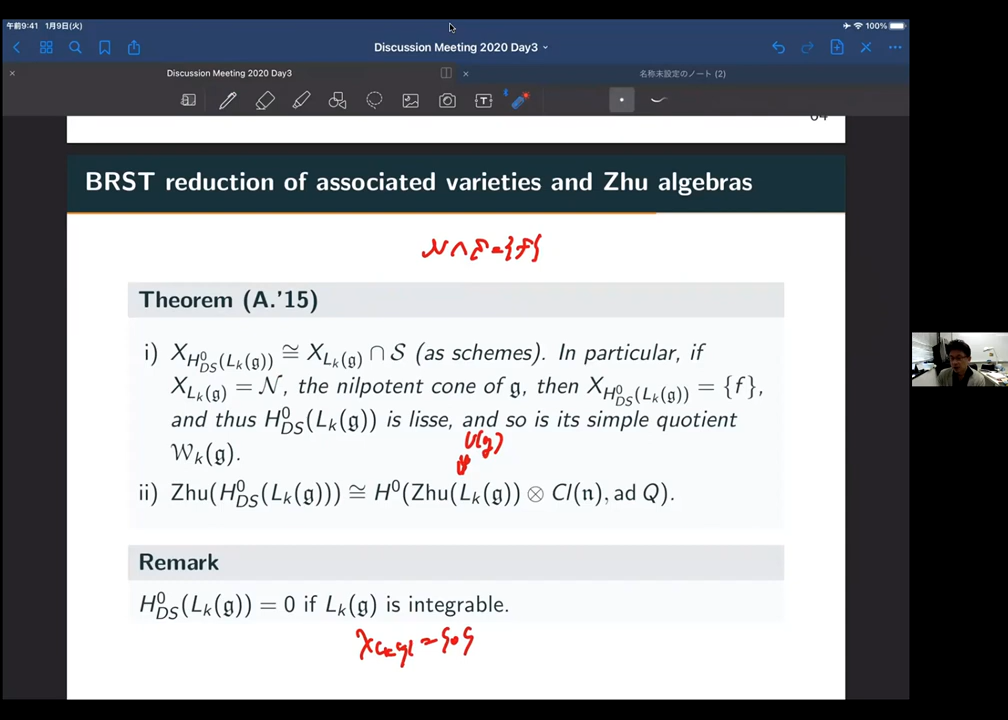 午前9:41 1月9日(火)
100%
Discussion Meeting 2020 Day3
Discussion Meeting 2020 Day3
名称未設定のノート (2)
BRST reduction of associated varieties and Zhu algebras
N ∩ S = {f}
Theorem (A.'15)
i) X_{H^0_{DS}(L_k(𝔤))} ≅ X_{L_k(𝔤)} ∩ S (as schemes). In particular, if
X_{L_k(𝔤)} = N, the nilpotent cone of 𝔤, then X_{H^0_{DS}(L_k(𝔤))} = {f},
and thus H^0_{DS}(L_k(𝔤)) is lisse, and so is its simple quotient
U(𝔤)
W_k(𝔤).
ii) Zhu(H^0_{DS}(L_k(𝔤))) ≅ H^0(Zhu(L_k(𝔤)) ⊗ Cl(𝔫), ad Q).
Remark
H^0_{DS}(L_k(𝔤)) = 0 if L_k(𝔤) is integrable.
X_{L_k(𝔤)} = {0}